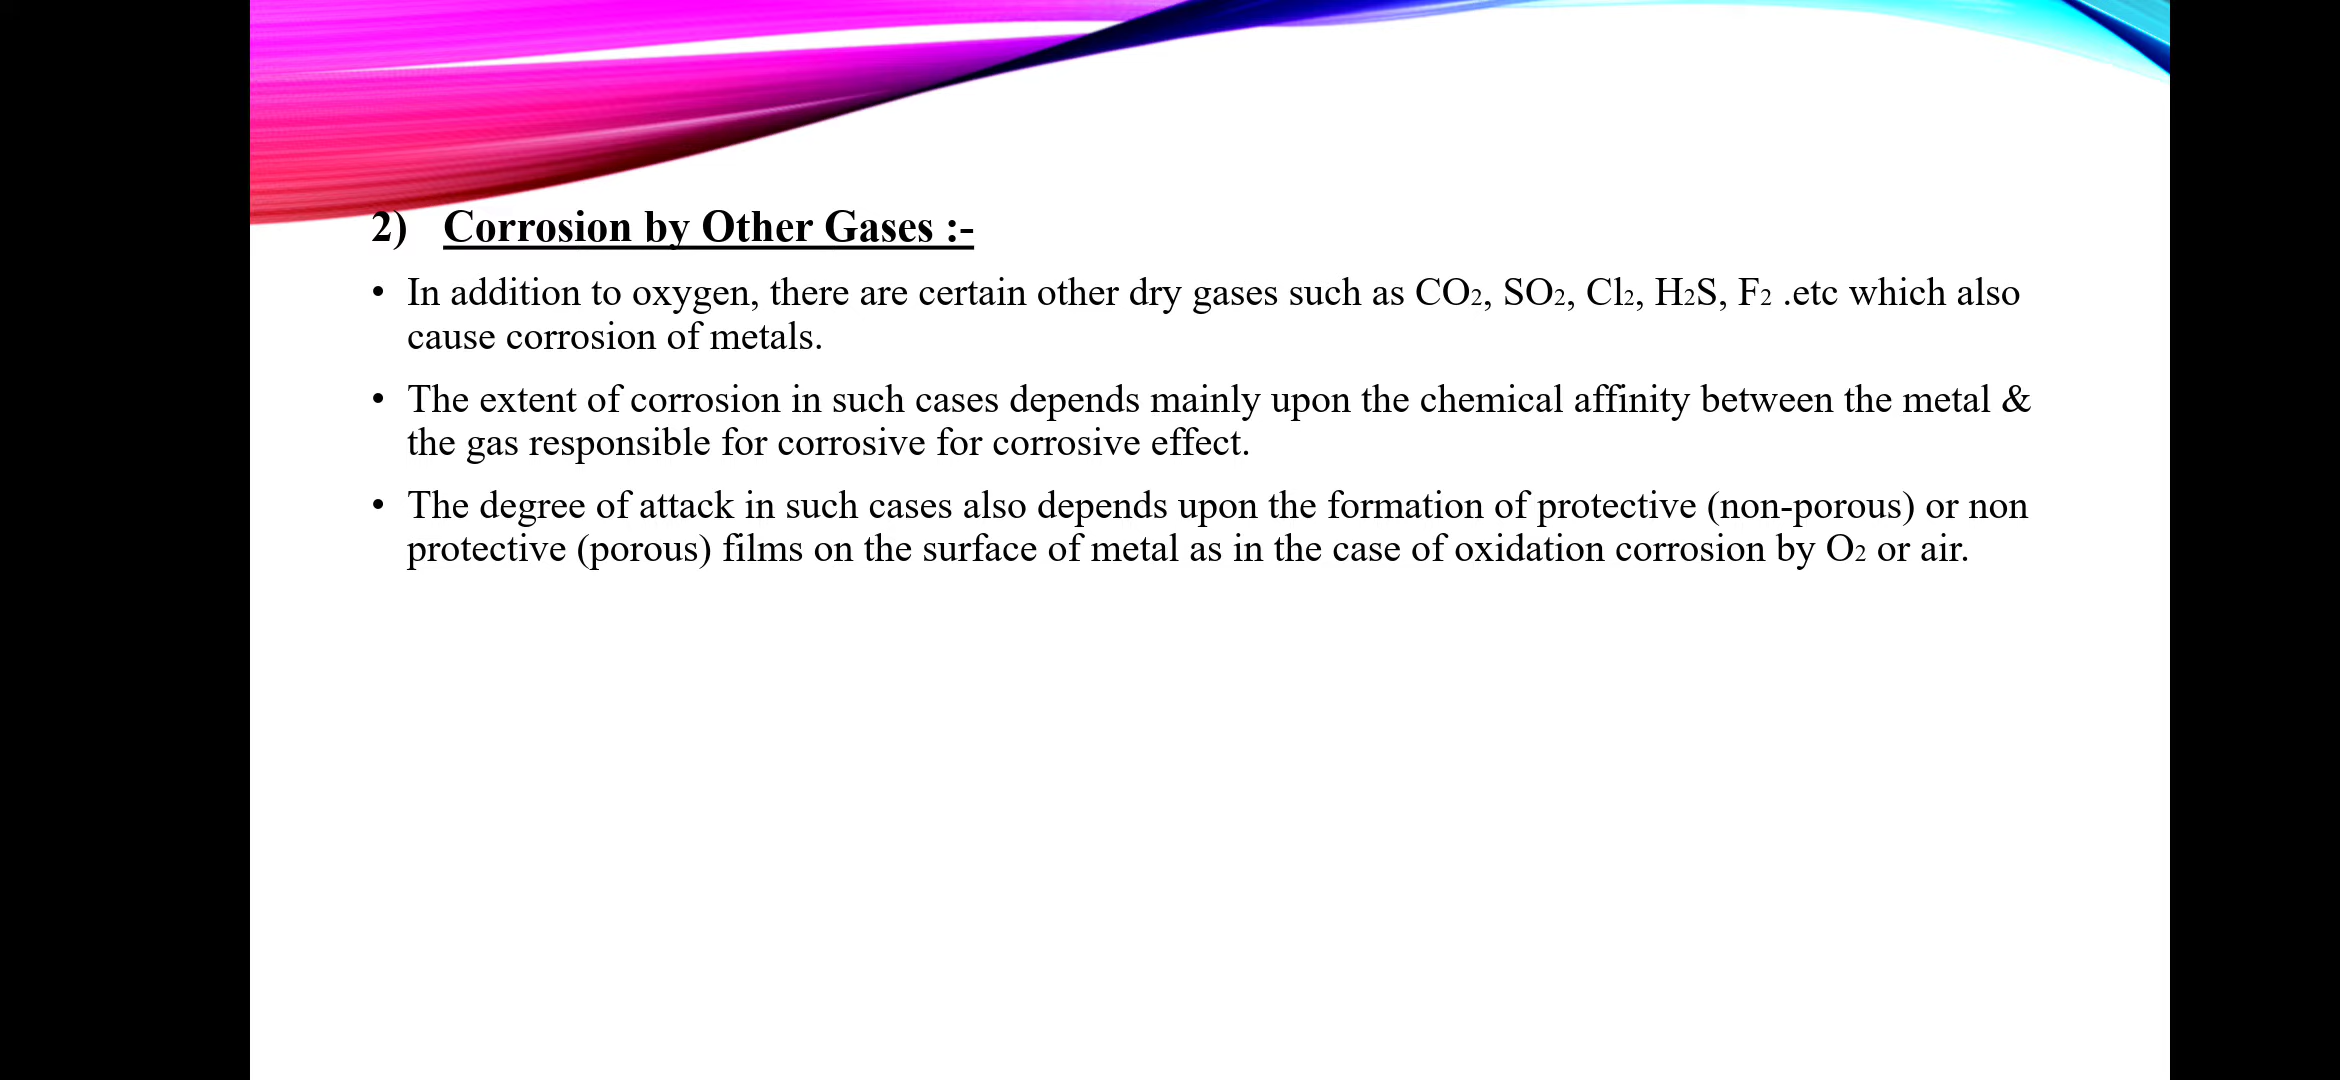 2) Corrosion by Other Gases :-
• In addition to oxygen, there are certain other dry gases such as CO2, SO2, Cl2, H2S, F2 .etc which also
cause corrosion of metals.
• The extent of corrosion in such cases depends mainly upon the chemical affinity between the metal &
the gas responsible for corrosive for corrosive effect.
• The degree of attack in such cases also depends upon the formation of protective (non-porous) or non
protective (porous) films on the surface of metal as in the case of oxidation corrosion by O2 or air.